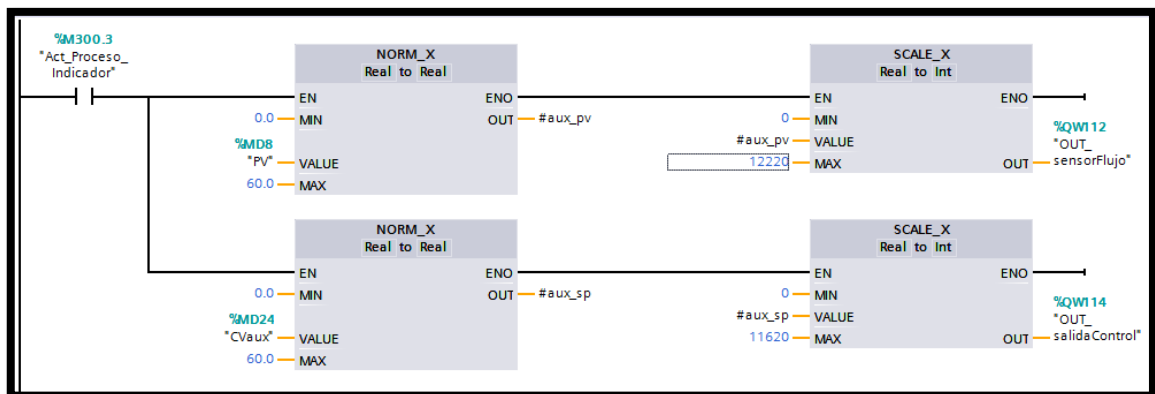 %M300.3
"Act_Proceso_
Indicador"
NORM_X
Real to Real
EN
ENO
0.0
MIN
OUT
#aux_pv
%MD8
"PV"
VALUE
60.0
MAX
SCALE_X
Real to Int
EN
ENO
0
MIN
#aux_pv
VALUE
12220
MAX
OUT
%QW112
"OUT_
sensorFlujo"
NORM_X
Real to Real
EN
ENO
0.0
MIN
OUT
#aux_sp
%MD24
"CVaux"
VALUE
60.0
MAX
SCALE_X
Real to Int
EN
ENO
0
MIN
#aux_sp
VALUE
11620
MAX
OUT
%QW114
"OUT_
salidaControl"